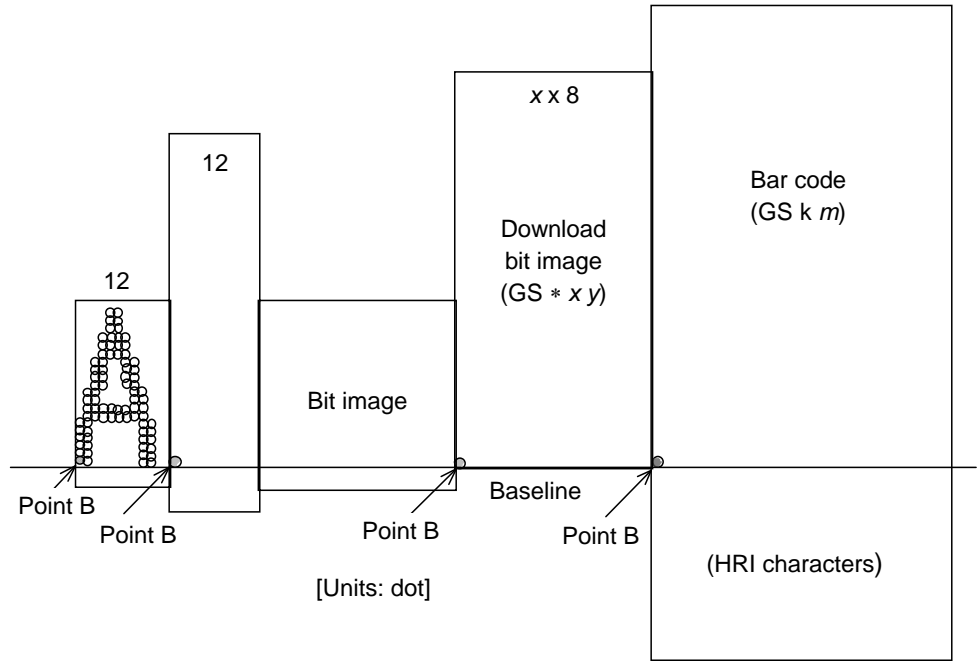 x x 8
12
Bar code
(GS k m)
Download
bit image
(GS * x y)
12
Bit image
Baseline
Point B
Point B
Point B
Point B
(HRI characters)
[Units: dot]